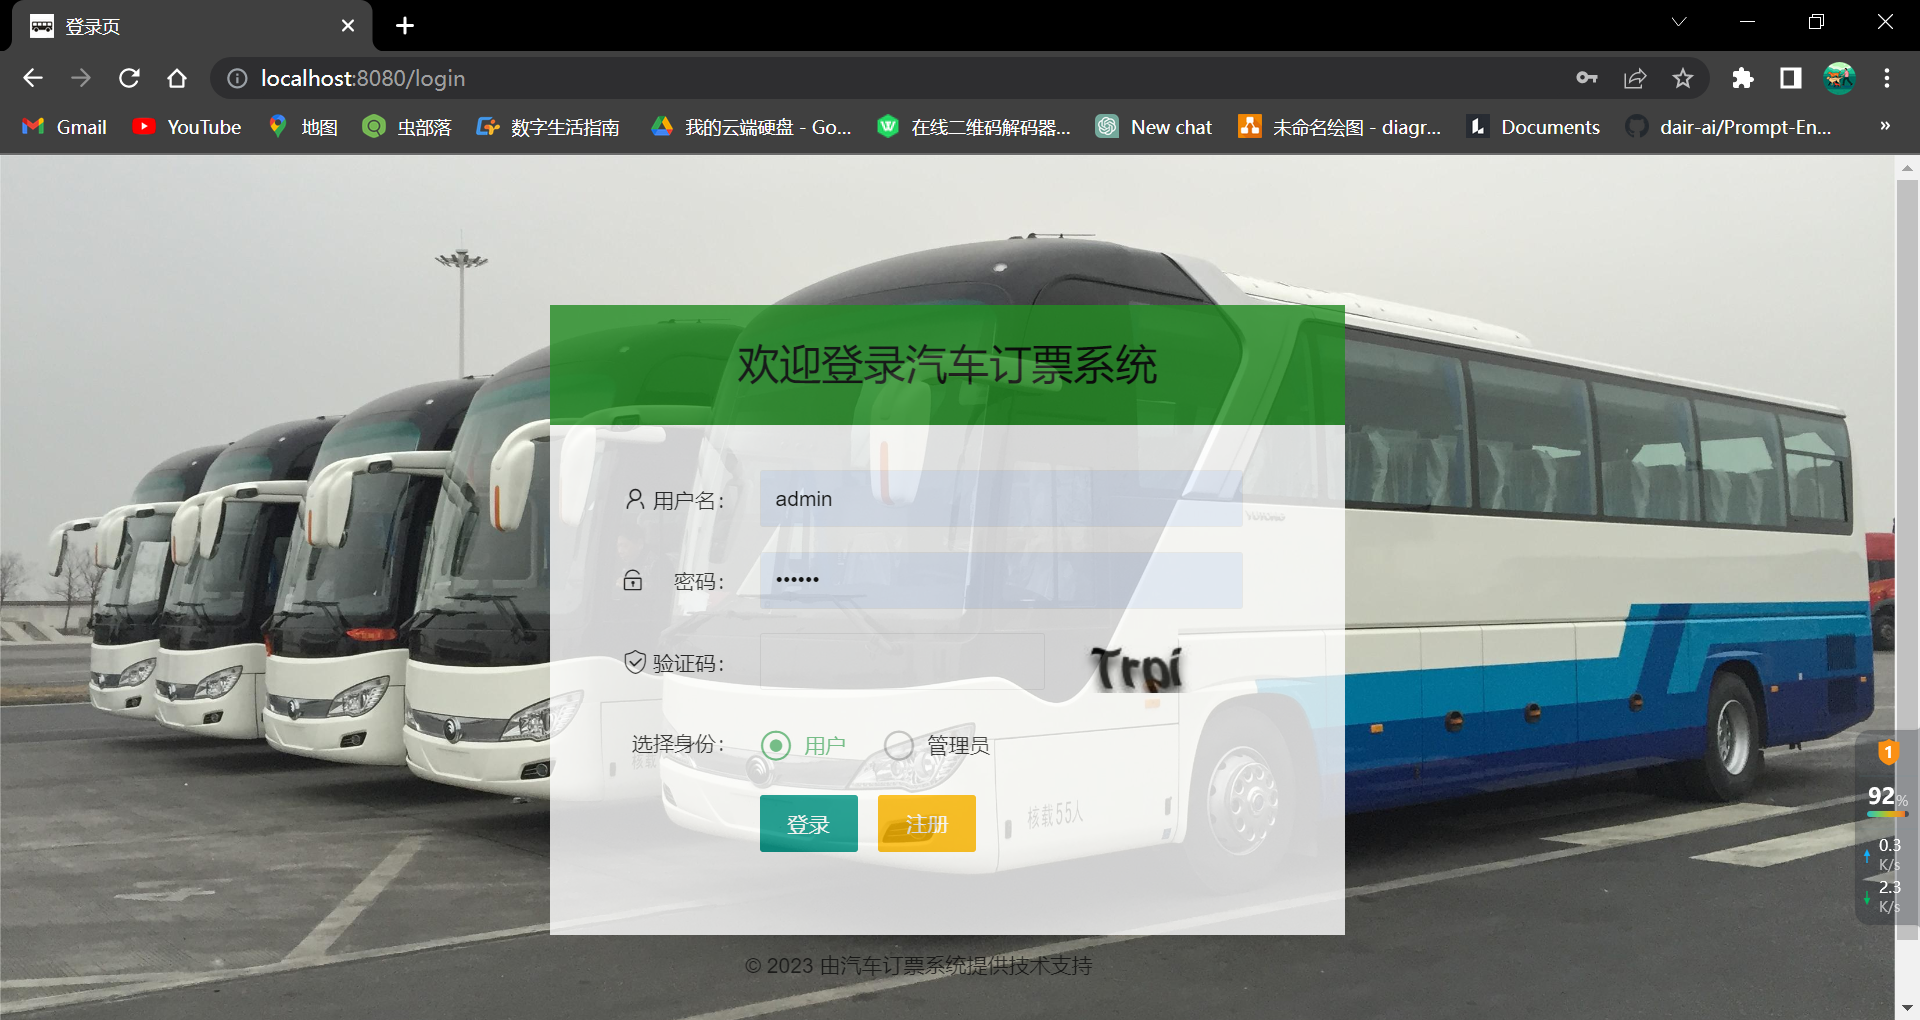 登录页
localhost:8080/login
Gmail YouTube 地图 虫部落 数字生活指南 我的云端硬盘 - Go... 在线二维码解码器... New chat 未命名绘图 - diagr... Documents dair-ai/Prompt-En... »
欢迎登录汽车订票系统
用户名： admin
密码： ••••••
验证码： Trpi
选择身份： 用户 管理员
核载55人
登录 注册
1
92%
0.3
K/s
2.3
K/s
© 2023 由汽车订票系统提供技术支持